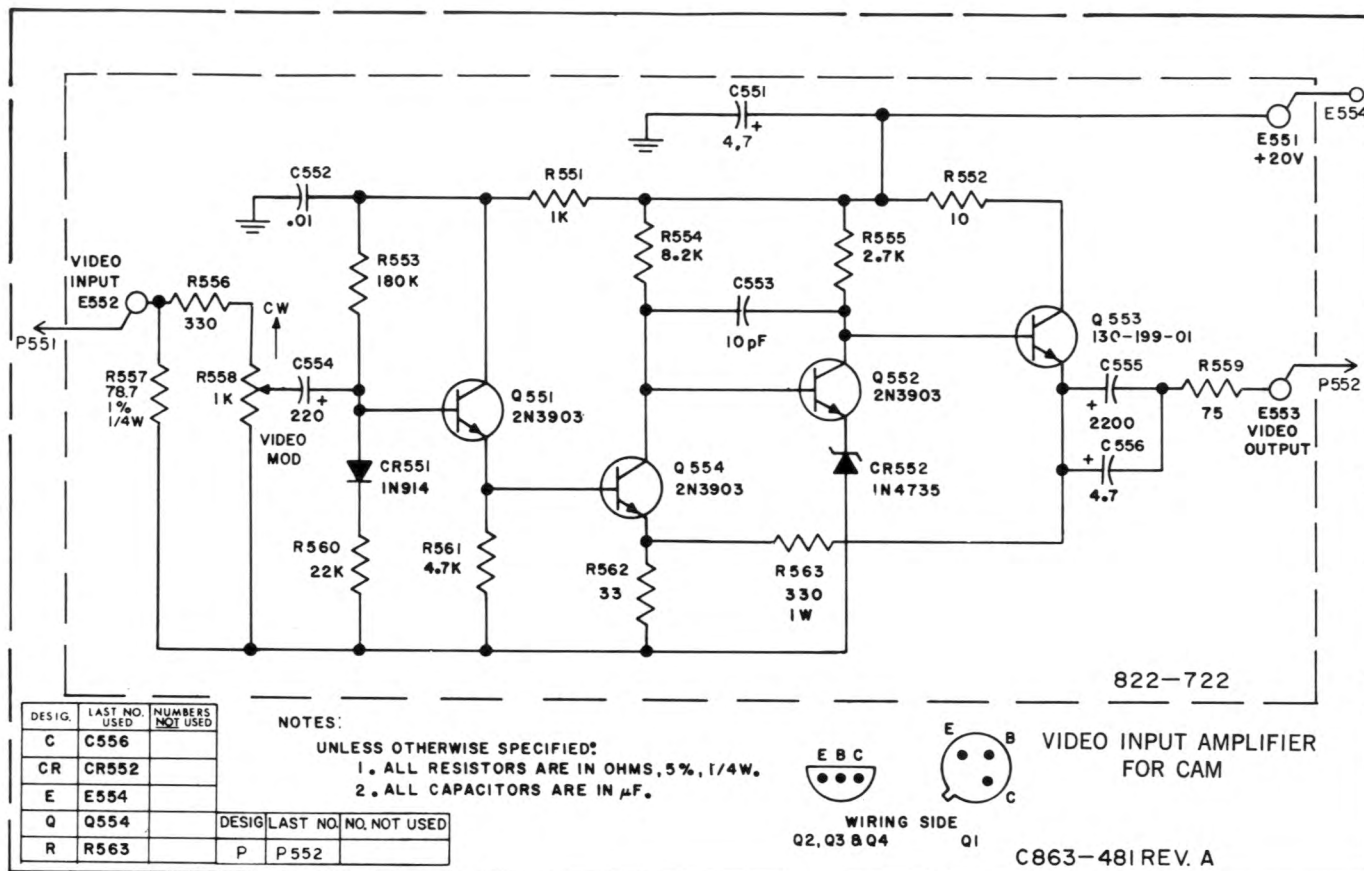 C551
+
4.7
E554
E551
+20V
C552
.01
R551
1K
R552
10
R554
8.2K
R555
2.7K
VIDEO
INPUT
E552
R556
330
R553
180K
CW
C553
10pF
Q553
130-199-01
P551
R557
78.7
1%
1/4W
R558
1K
C554
+
220
VIDEO
MOD
Q551
2N3903
Q552
2N3903
C555
+
2200
R559
75
P552
E553
VIDEO
OUTPUT
+
C556
4.7
CR551
1N914
Q554
2N3903
CR552
1N4735
R560
22K
R561
4.7K
R562
33
R563
330
1W
822-722
DESIG. LAST NO. USED NUMBERS NOT USED
C C556
CR CR552
E E554
Q Q554
R R563
DESIG LAST NO. NO. NOT USED
P P552
NOTES:
UNLESS OTHERWISE SPECIFIED:
1. ALL RESISTORS ARE IN OHMS, 5%, 1/4W.
2. ALL CAPACITORS ARE IN µF.
E B C
E
B
C
WIRING SIDE
Q2, Q3 & Q4 Q1
VIDEO INPUT AMPLIFIER
FOR CAM
C863-481 REV. A